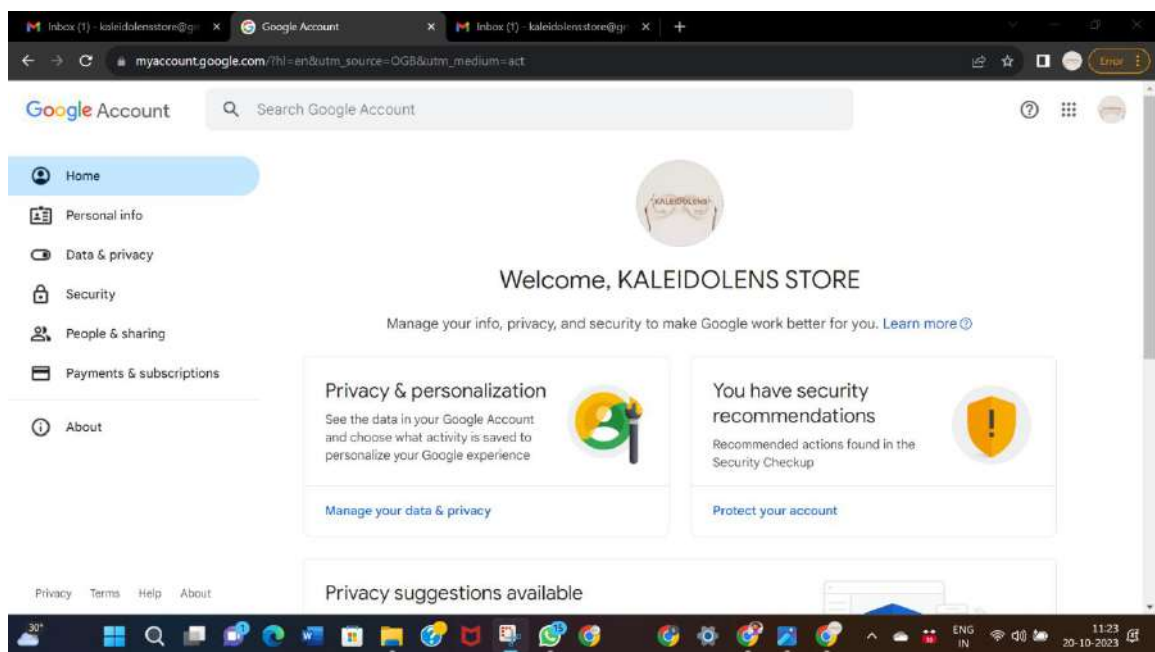 Inbox (1) - kaleidolensstore@g
Google Account
Inbox (1) - kaleidolensstore@g
myaccount.google.com/?hl=en&utm_source=OGB&utm_medium=act
Error
Google Account
Search Google Account
Home
Personal info
Data & privacy
Security
People & sharing
Payments & subscriptions
About
KALEIDOLENS
Welcome, KALEIDOLENS STORE
Manage your info, privacy, and security to make Google work better for you. Learn more
Privacy & personalization
See the data in your Google Account
and choose what activity is saved to
personalize your Google experience
Manage your data & privacy
You have security
recommendations
Recommended actions found in the
Security Checkup
Protect your account
Privacy suggestions available
Privacy Terms Help About
30°
ENG
IN
11:23
20-10-2023